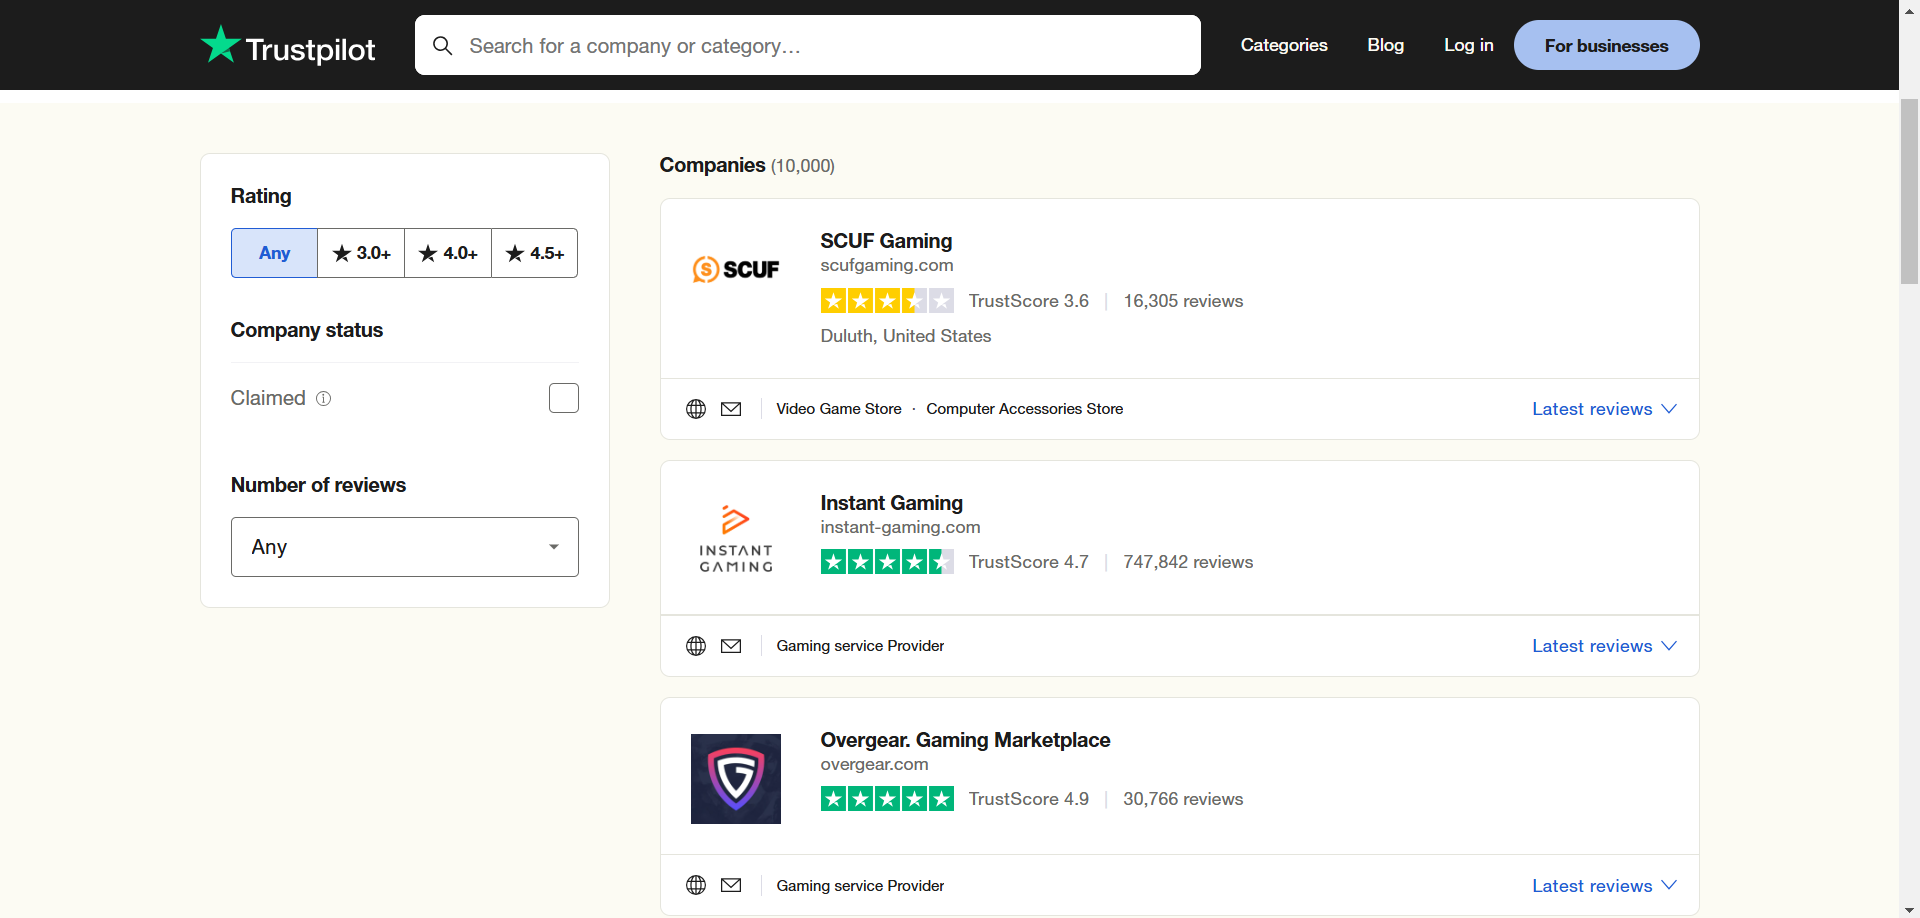 Trustpilot
Search for a company or category...
Categories
Blog
Log in
For businesses
Rating
Any
3.0+
4.0+
4.5+
Company status
Claimed
Number of reviews
Any
Companies (10,000)
SCUF
SCUF Gaming
scufgaming.com
TrustScore 3.6 | 16,305 reviews
Duluth, United States
Video Game Store · Computer Accessories Store
Latest reviews
INSTANT
GAMING
Instant Gaming
instant-gaming.com
TrustScore 4.7 | 747,842 reviews
Gaming service Provider
Latest reviews
Overgear. Gaming Marketplace
overgear.com
TrustScore 4.9 | 30,766 reviews
Gaming service Provider
Latest reviews